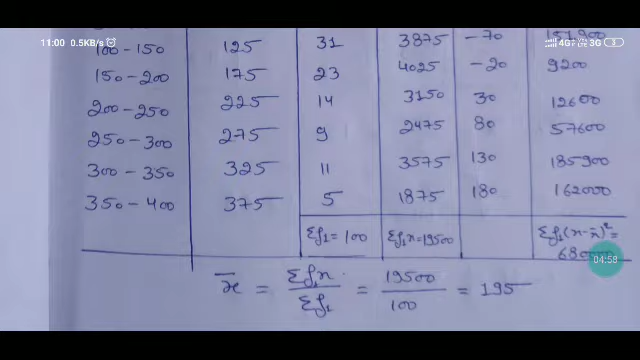 11:00 0.5KB/s 4G 3G 3
100-150 125 31 3875 -70 151900
150-200 175 23 4025 -20 9200
200-250 225 14 3150 30 12600
250-300 275 9 2475 80 57600
300-350 325 11 3575 130 185900
350-400 375 5 1875 180 162000
Σf₁=100 Σf₁x=19500 Σf₁(x-x̄)²=
04:58
x̄ = Σf₁x / Σf₁ = 19500 / 100 = 195